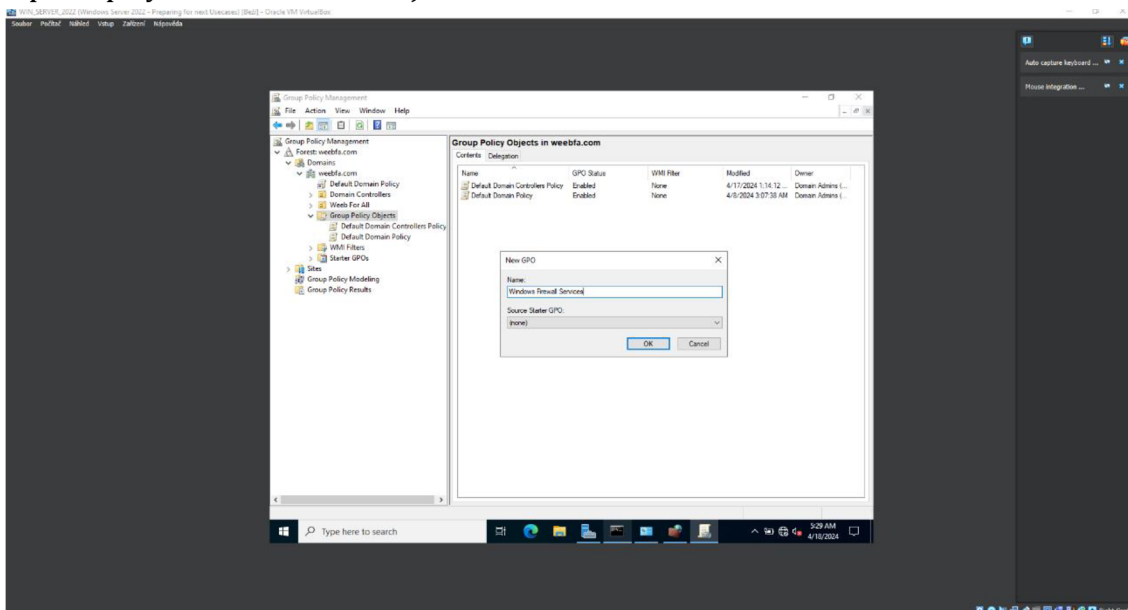 WIN_SERVER_2022 (Windows Server 2022 - Preparing for next Usecases) [Beží] - Oracle VM VirtualBox
Soubor Počítač Náhled Vstup Zařízení Nápověda
Auto capture keyboard ...
Mouse integration ...
Group Policy Management
File Action View Window Help
Group Policy Management
Forest: weebfa.com
Domains
weebfa.com
Default Domain Policy
Domain Controllers
Weeb For All
Group Policy Objects
Default Domain Controllers Policy
Default Domain Policy
WMI Filters
Starter GPOs
Sites
Group Policy Modeling
Group Policy Results
Group Policy Objects in weebfa.com
Contents Delegation
Name GPO Status WMI Filter Modified Owner
Default Domain Controllers Policy Enabled None 4/17/2024 1:14:12 ... Domain Admins (...
Default Domain Policy Enabled None 4/8/2024 3:07:38 AM Domain Admins (...
New GPO
Name:
Windows Firewall Services
Source Starter GPO:
(none)
OK Cancel
Type here to search
5:29 AM
4/18/2024